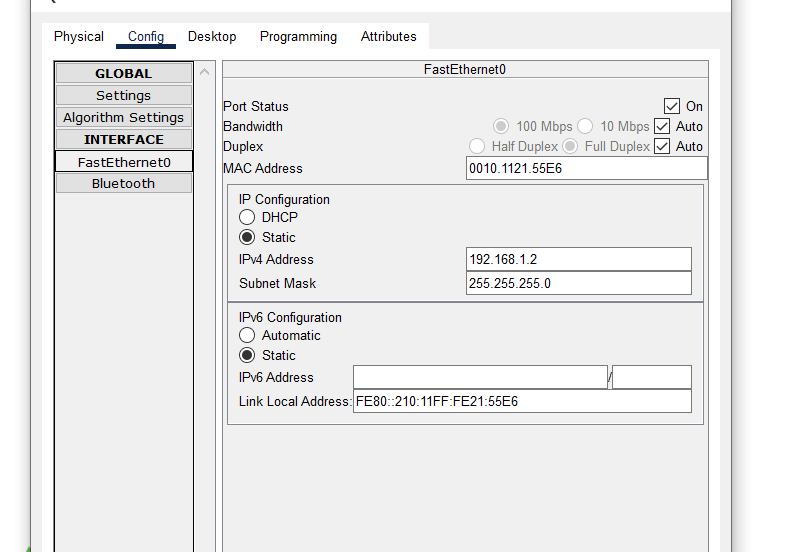 Physical Config Desktop Programming Attributes
GLOBAL
Settings
Algorithm Settings
INTERFACE
FastEthernet0
Bluetooth
FastEthernet0
Port Status On
Bandwidth 100 Mbps 10 Mbps Auto
Duplex Half Duplex Full Duplex Auto
MAC Address 0010.1121.55E6
IP Configuration
DHCP
Static
IPv4 Address 192.168.1.2
Subnet Mask 255.255.255.0
IPv6 Configuration
Automatic
Static
IPv6 Address /
Link Local Address: FE80::210:11FF:FE21:55E6